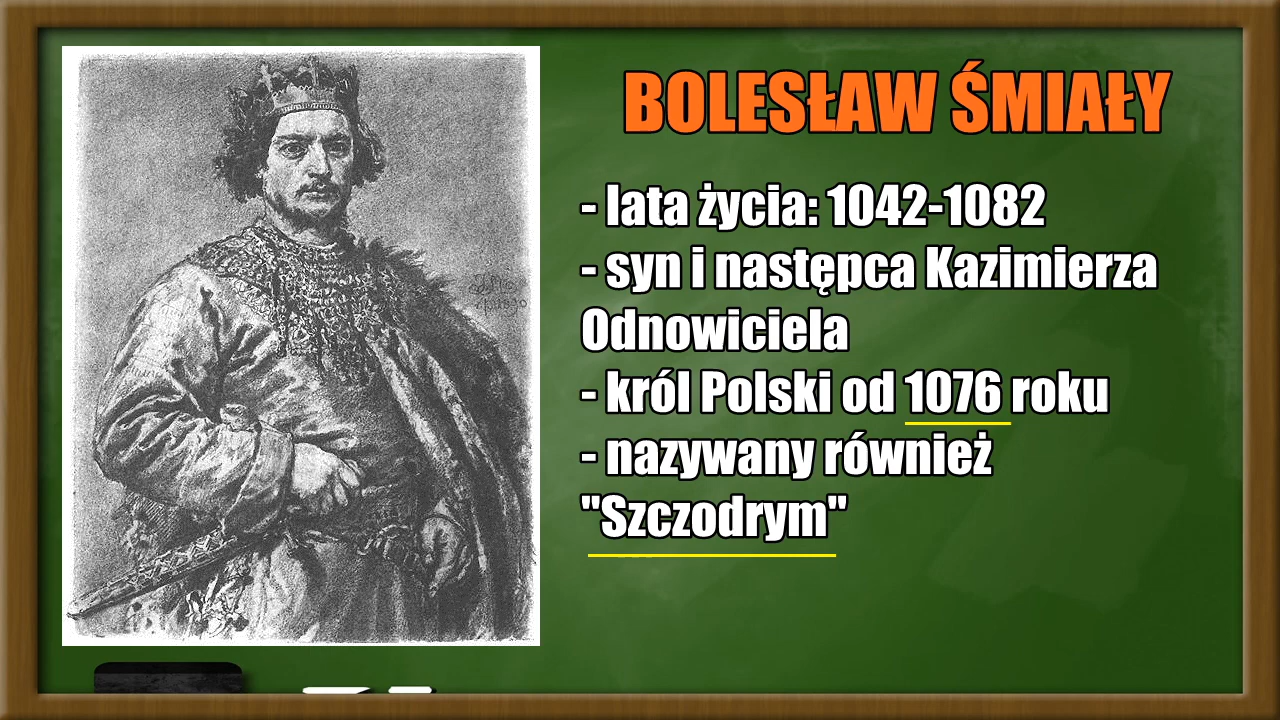 BOLESŁAW ŚMIAŁY
- lata życia: 1042-1082
- syn i następca Kazimierza
Odnowiciela
- król Polski od 1076 roku
- nazywany również
"Szczodrym"